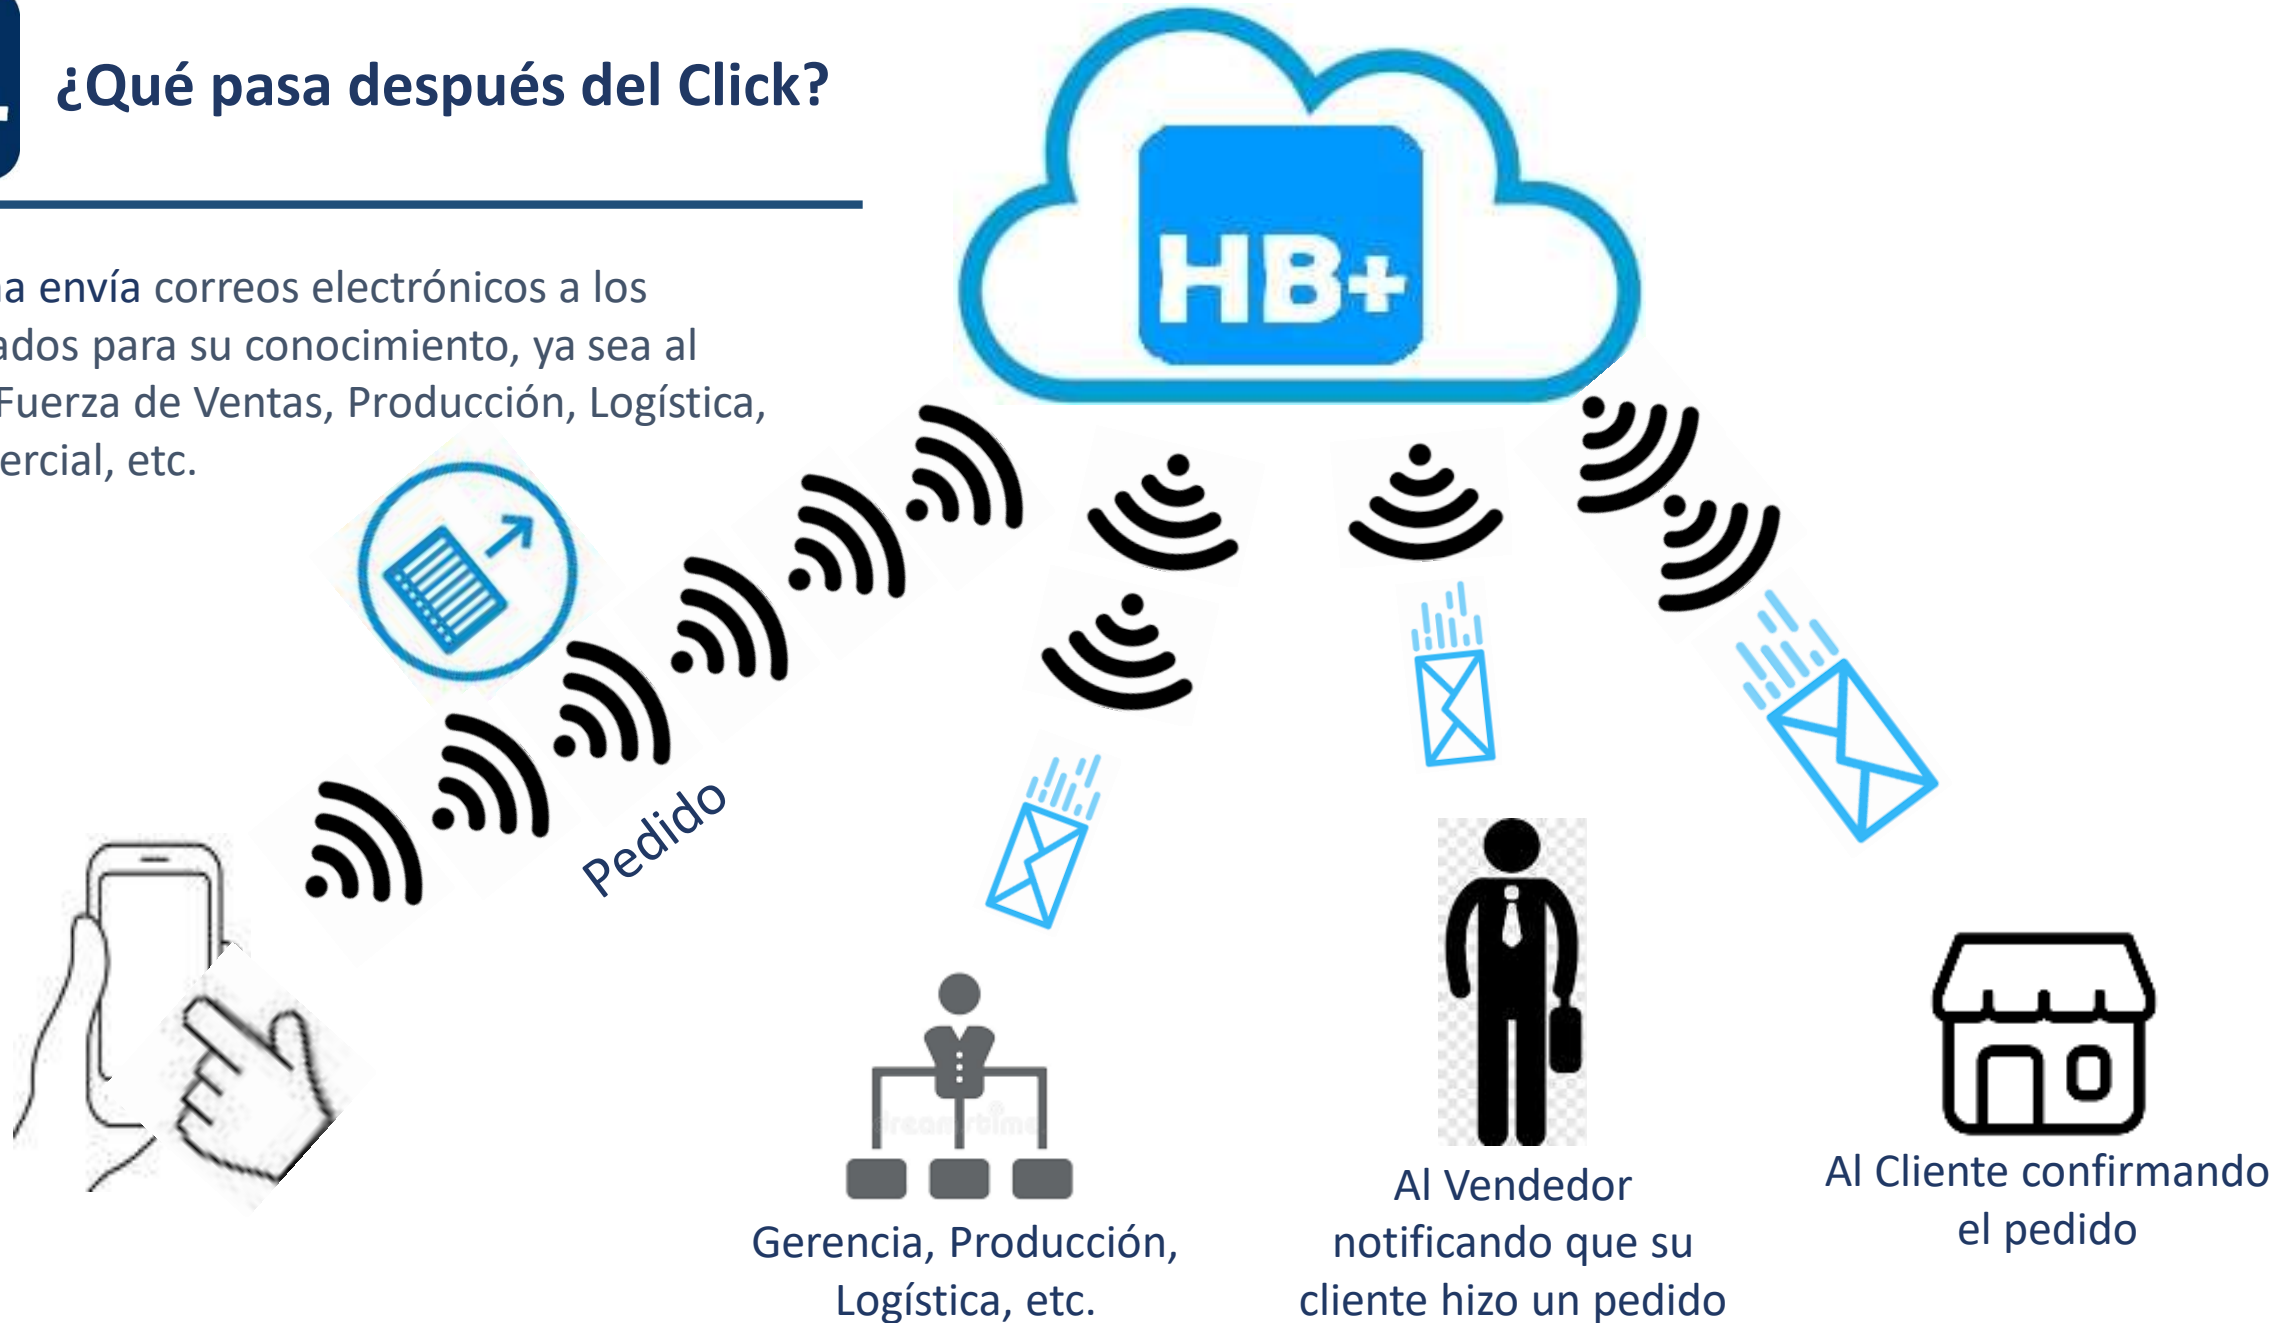 ¿Qué pasa después del Click?
envía correos electrónicos a los
para su conocimiento, ya sea al
Fuerza de Ventas, Producción, Logística,
etc.
HB+
Pedido
Gerencia, Producción,
Logística, etc.
Al Vendedor
notificando que su
cliente hizo un pedido
Al Cliente confirmando
el pedido